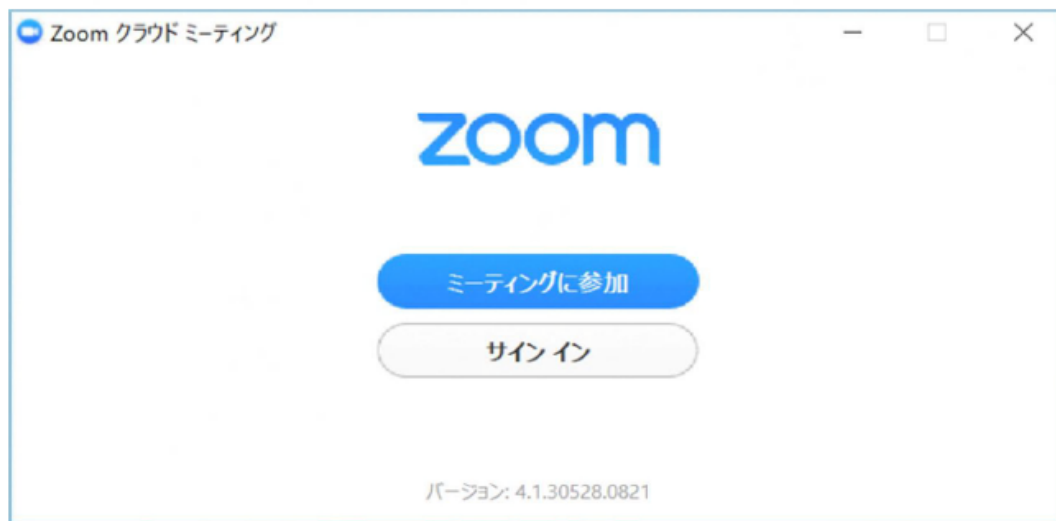 Zoom クラウド ミーティング
zoom
ミーティングに参加
サイン イン
バージョン: 4.1.30528.0821